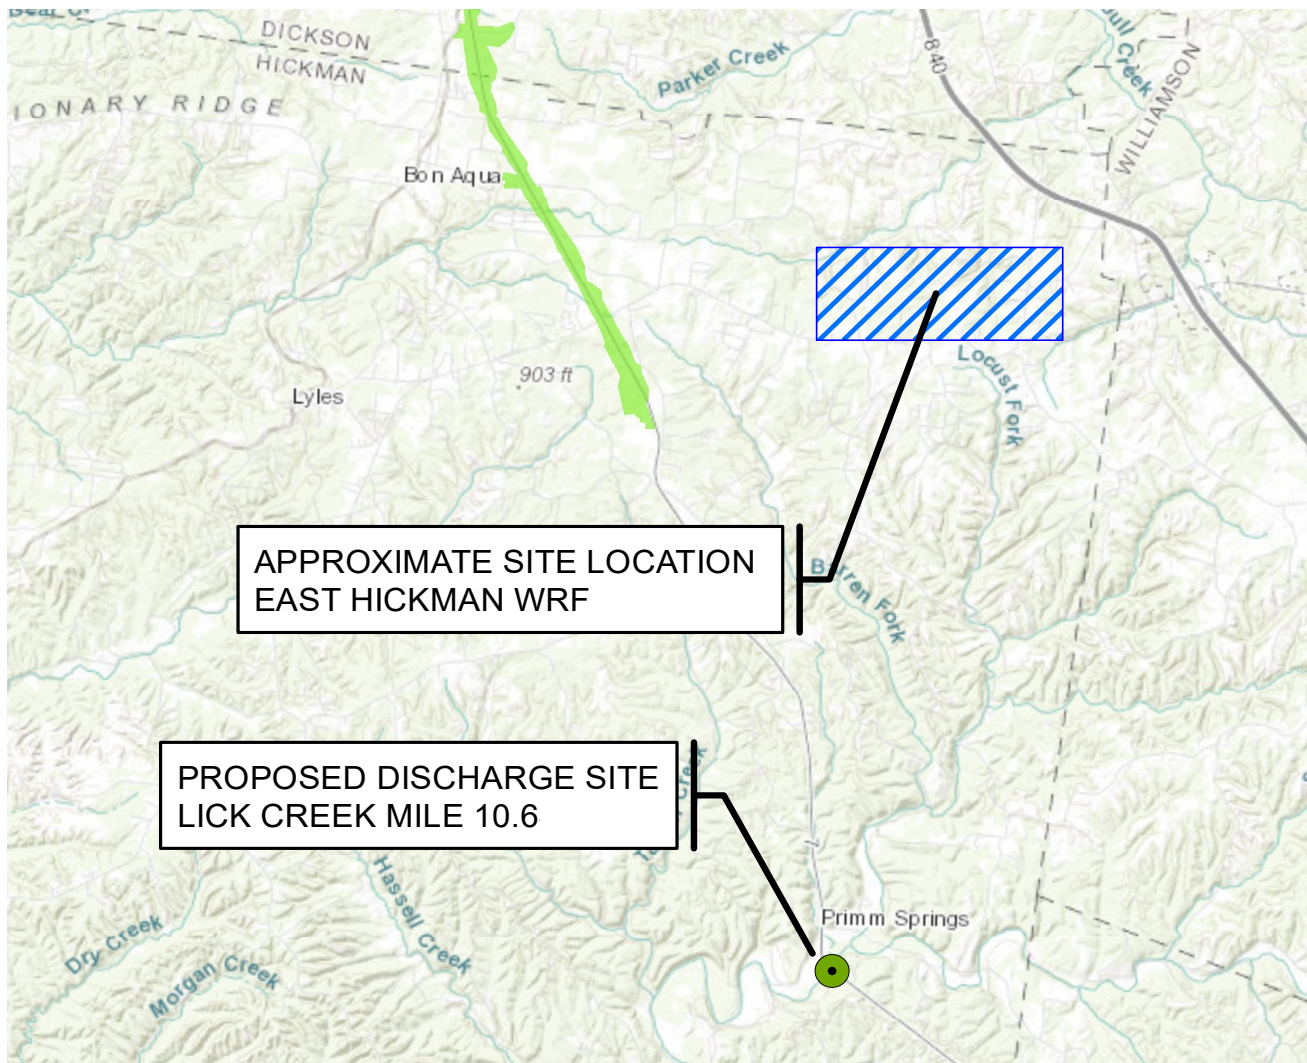 DICKSON
HICKMAN
Parker Creek
840
WILLIAMSON
IONARY RIDGE
Bon Aqua
Locust Fork
903 ft
Lyles
APPROXIMATE SITE LOCATION
EAST HICKMAN WRF
Barren Fork
PROPOSED DISCHARGE SITE
LICK CREEK MILE 10.6
Creek
7
Hassell Creek
Primm Springs
Dry Creek
Morgan Creek